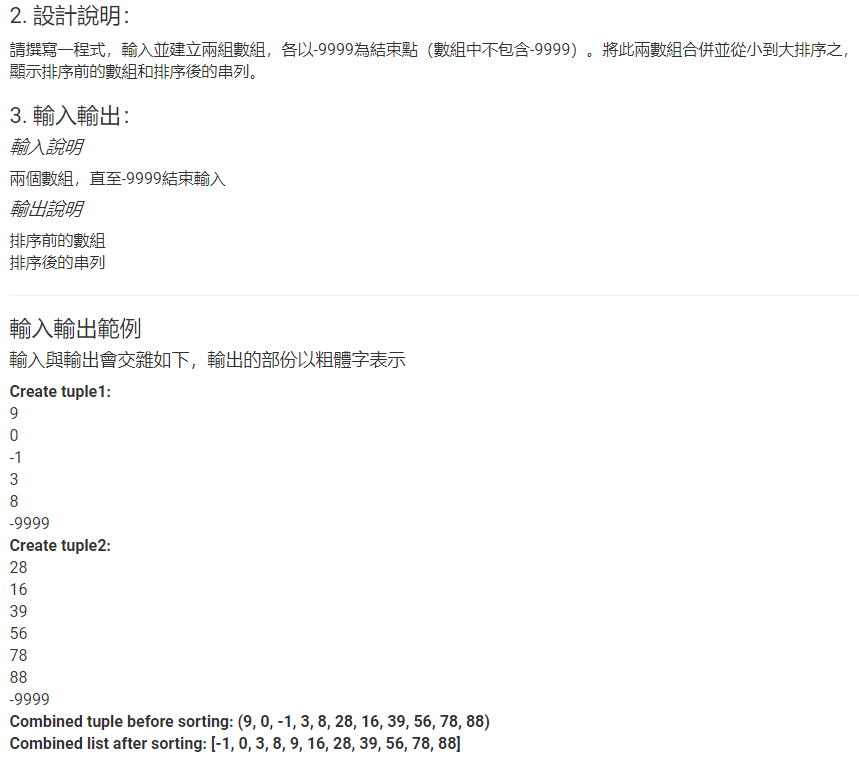 2. 設計說明：
請撰寫一程式，輸入並建立兩組數組，各以-9999為結束點（數組中不包含-9999）。將此兩數組合併並從小到大排序之，
顯示排序前的數組和排序後的串列。
3. 輸入輸出：
輸入說明
兩個數組，直至-9999結束輸入
輸出說明
排序前的數組
排序後的串列
輸入輸出範例
輸入與輸出會交雜如下，輸出的部份以粗體字表示
Create tuple1:
9
0
-1
3
8
-9999
Create tuple2:
28
16
39
56
78
88
-9999
Combined tuple before sorting: (9, 0, -1, 3, 8, 28, 16, 39, 56, 78, 88)
Combined list after sorting: [-1, 0, 3, 8, 9, 16, 28, 39, 56, 78, 88]